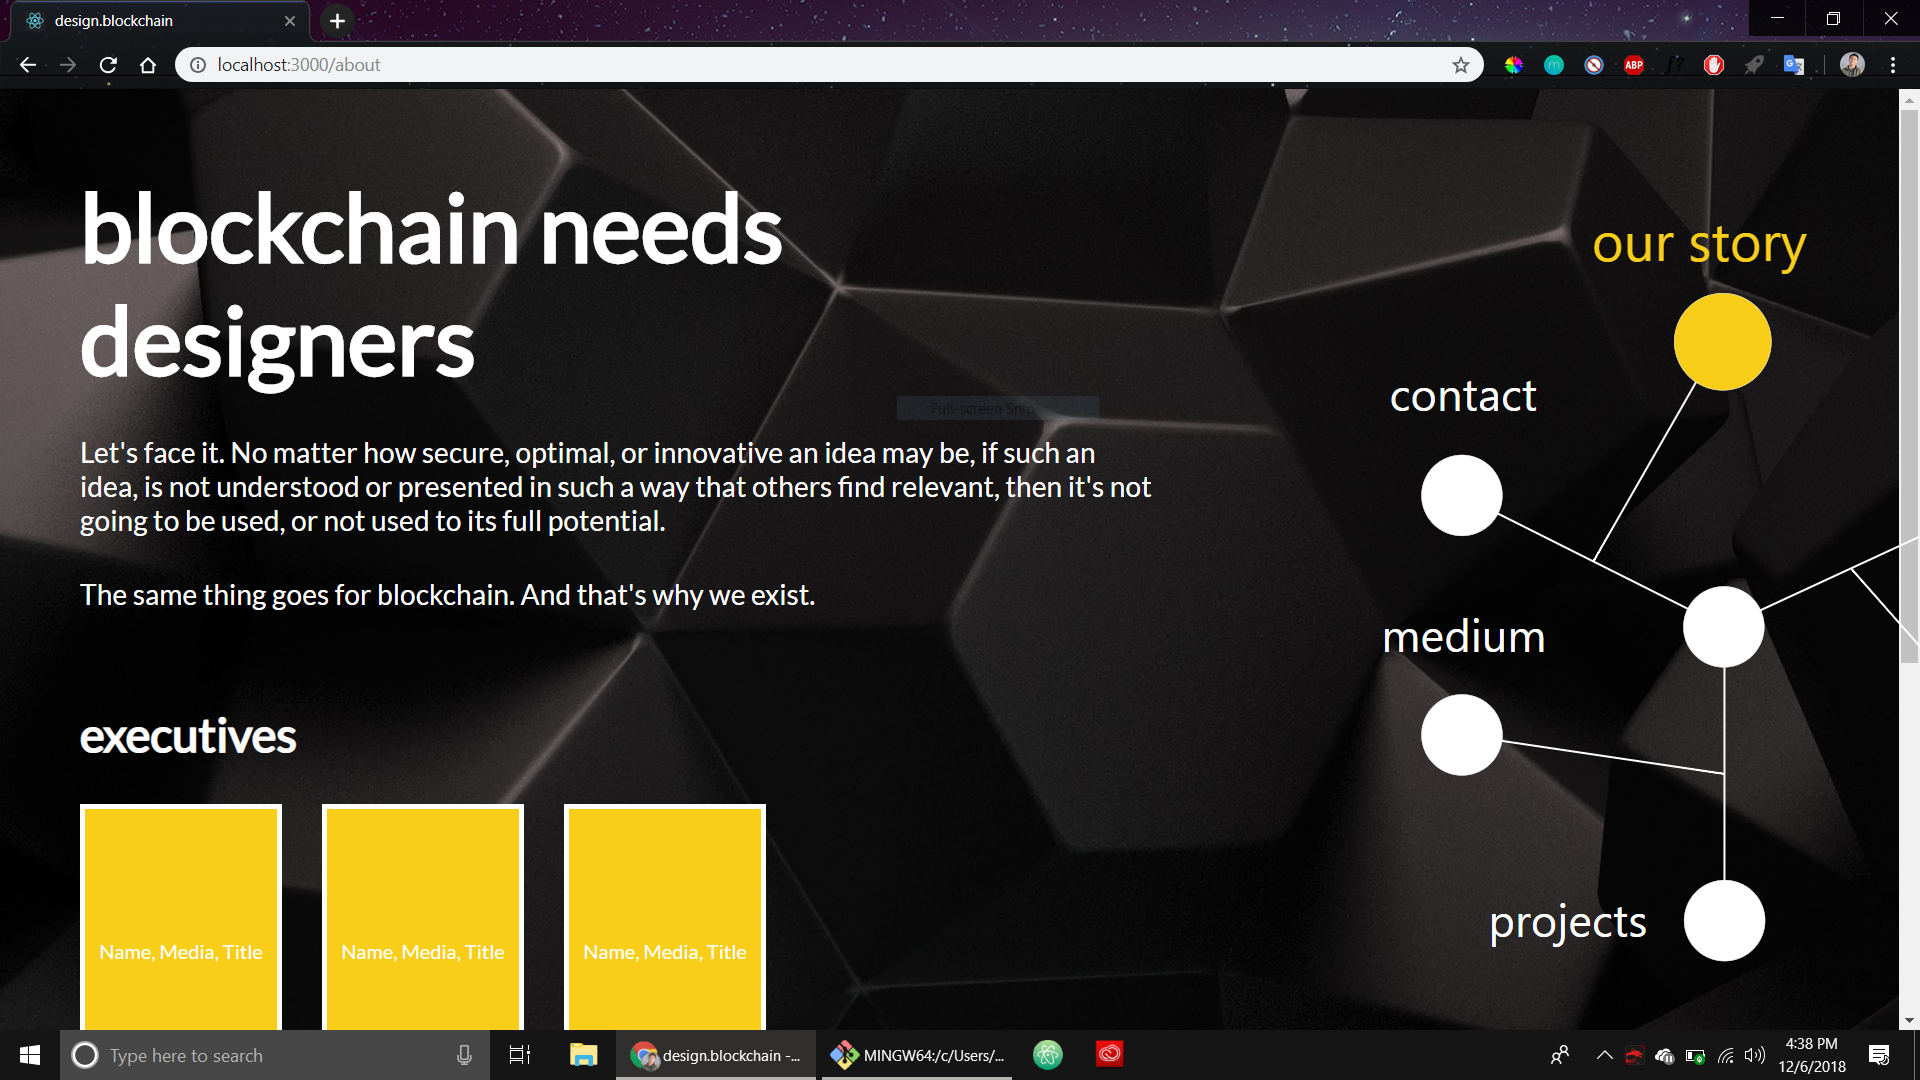 design.blockchain
localhost:3000/about
ABP
blockchain needs
designers
our story
contact
Full-screen Snip
Let's face it. No matter how secure, optimal, or innovative an idea may be, if such an
idea, is not understood or presented in such a way that others find relevant, then it's not
going to be used, or not used to its full potential.
The same thing goes for blockchain. And that's why we exist.
medium
executives
Name, Media, Title
Name, Media, Title
Name, Media, Title
projects
Type here to search
design.blockchain -...
MINGW64:/c/Users/...
4:38 PM
12/6/2018